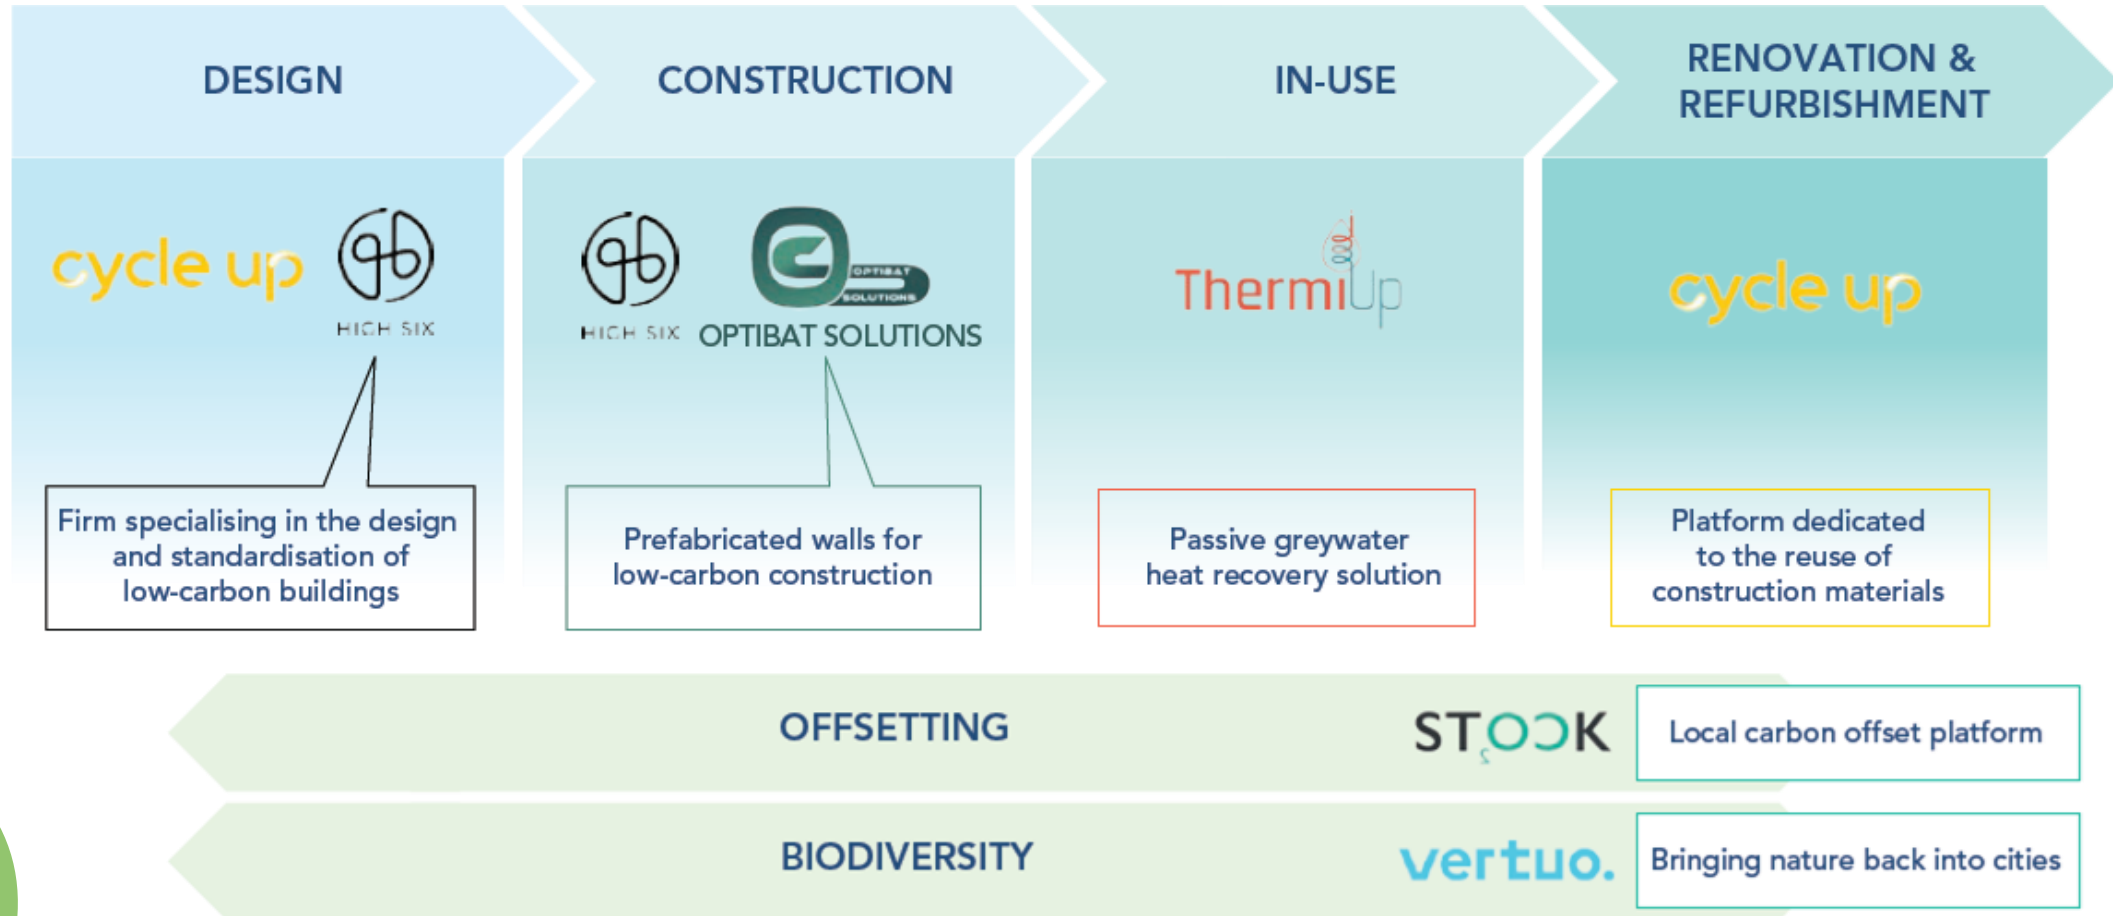 DESIGN
CONSTRUCTION
IN-USE
RENOVATION &
REFURBISHMENT
cycle up
HIGH SIX
HIGH SIX
OPTIBAT
SOLUTIONS
OPTIBAT SOLUTIONS
ThermiUp
cycle up
Firm specialising in the design
and standardisation of
low-carbon buildings
Prefabricated walls for
low-carbon construction
Passive greywater
heat recovery solution
Platform dedicated
to the reuse of
construction materials
OFFSETTING
STOCK
2
Local carbon offset platform
BIODIVERSITY
vertuo.
Bringing nature back into cities